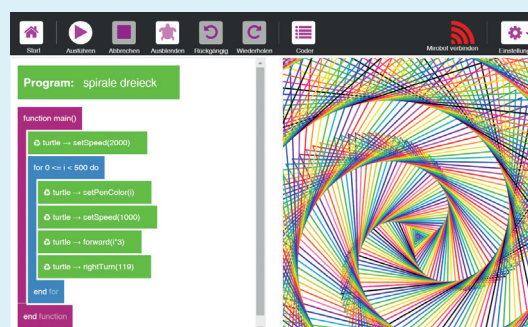 Start Ausführen Abbrechen Ausblenden Rückgängig Wiederholen Coder Mirobot verbinden Einstellung
Program: spirale dreieck
function main()
♻ turtle → setSpeed(2000)
for 0 <= i < 500 do
♻ turtle → setPenColor(i)
♻ turtle → setSpeed(1000)
♻ turtle → forward(i*3)
♻ turtle → rightTurn(119)
end for
end function